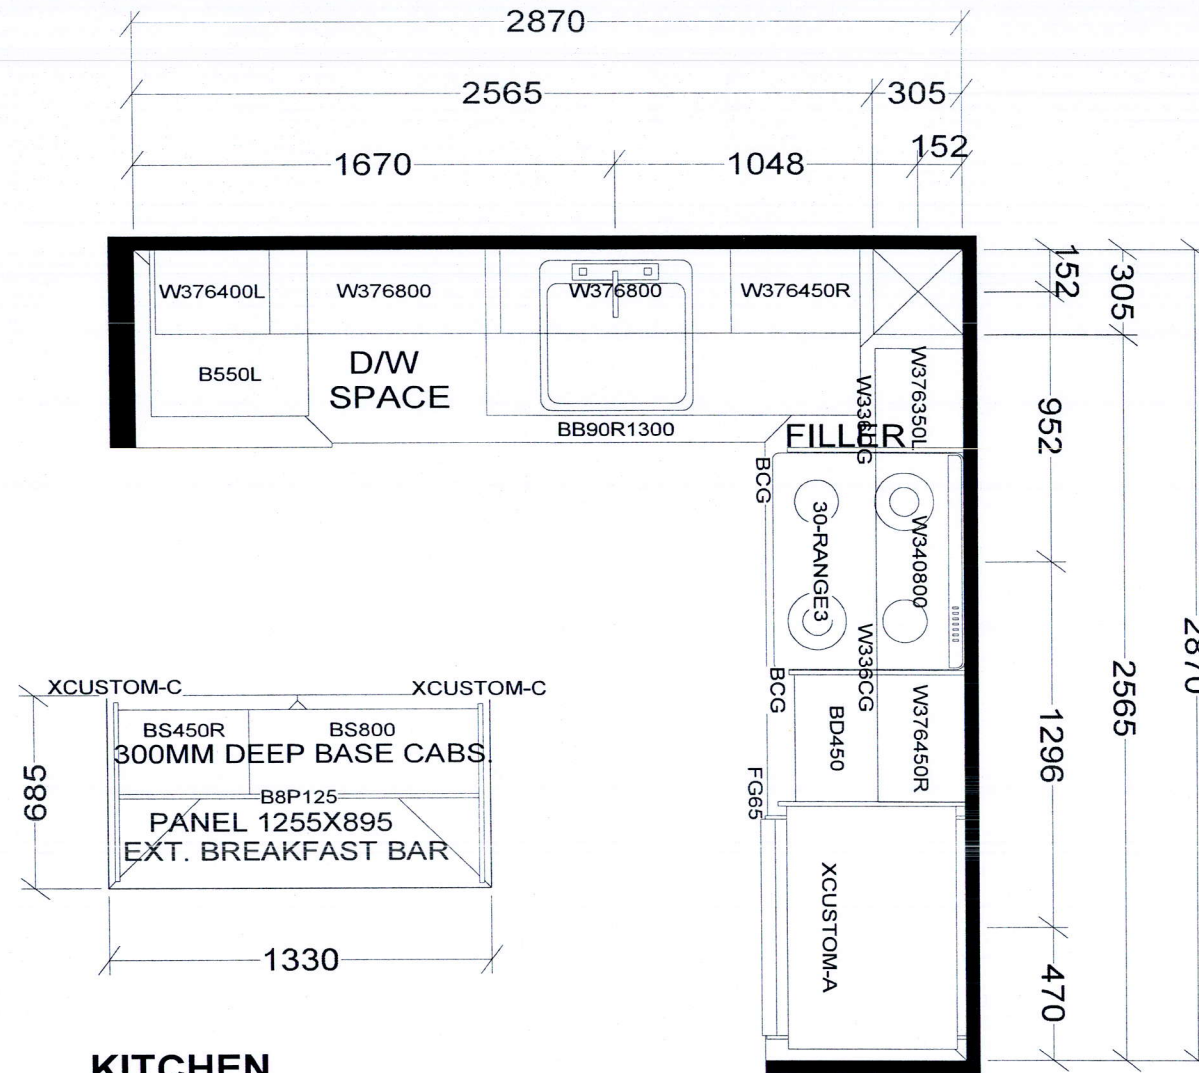 2870
2565
305
1670
1048
152
W376400L
W376800
W376800
W376450R
152
305
B550L
D/W
SPACE
BB90R1300
FILLER
W376350L
952
BCG
30-RANGE3
W340800
2870
2565
XCUSTOM-C
XCUSTOM-C
W336CG
BCG
BS450R
BS800
300MM DEEP BASE CABS.
BD450
W376450R
1296
685
B8P125
PANEL 1255X895
EXT. BREAKFAST BAR
FG65
XCUSTOM-A
1330
470
KITCHEN